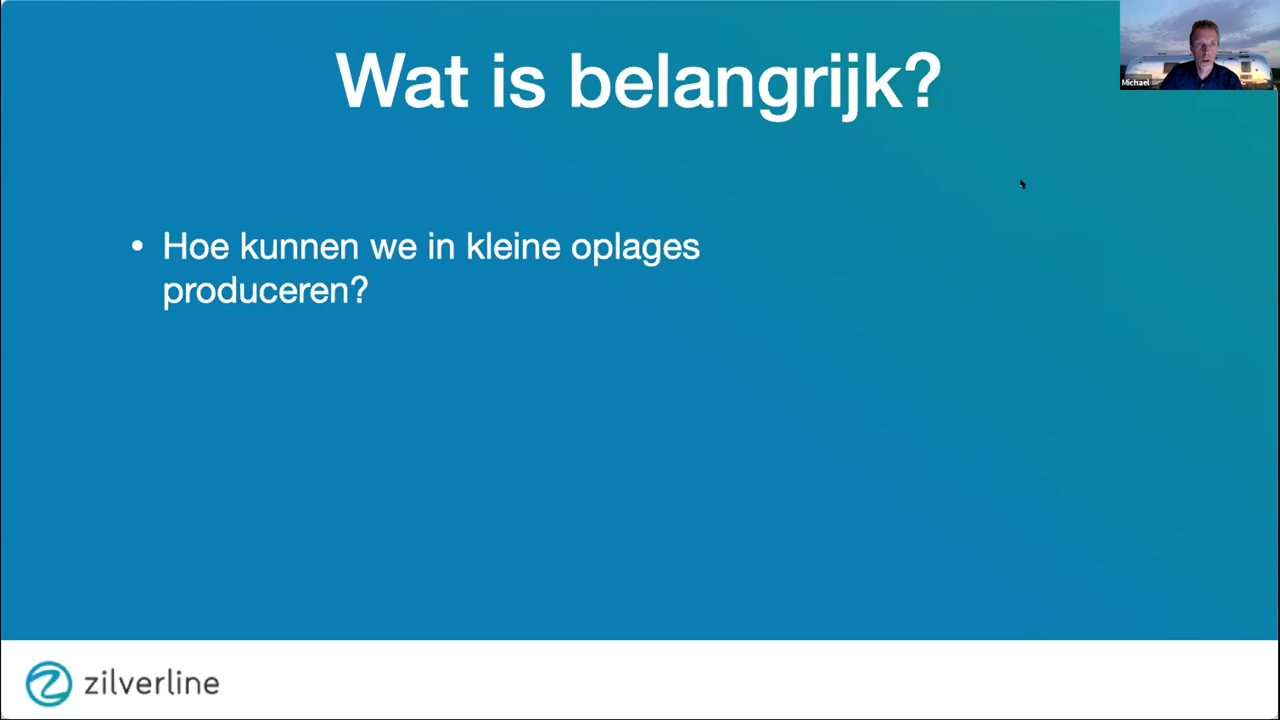 Wat is belangrijk?
Michael
• Hoe kunnen we in kleine oplages
produceren?
zilverline